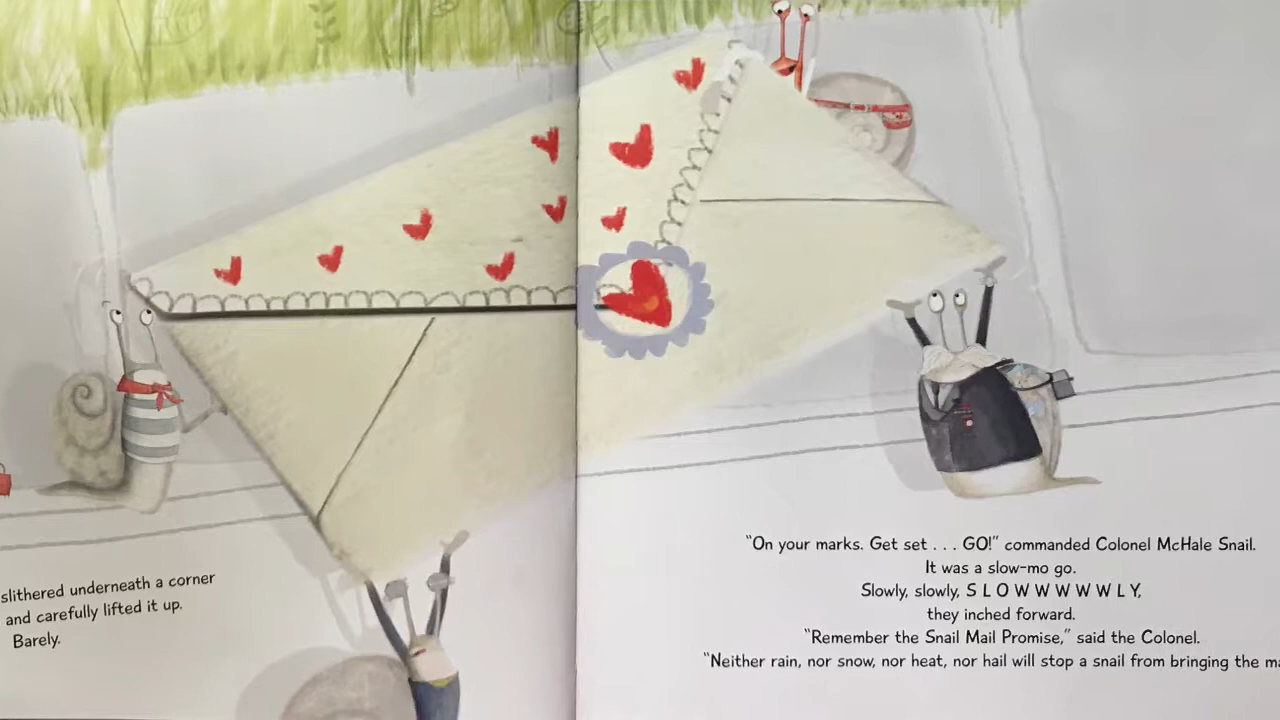 slithered underneath a corner
and carefully lifted it up.
Barely.
"On your marks. Get set . . . GO!" commanded Colonel McHale Snail.
It was a slow-mo go.
Slowly, slowly, S L O W W W W W L Y,
they inched forward.
"Remember the Snail Mail Promise," said the Colonel.
"Neither rain, nor snow, nor heat, nor hail will stop a snail from bringing the